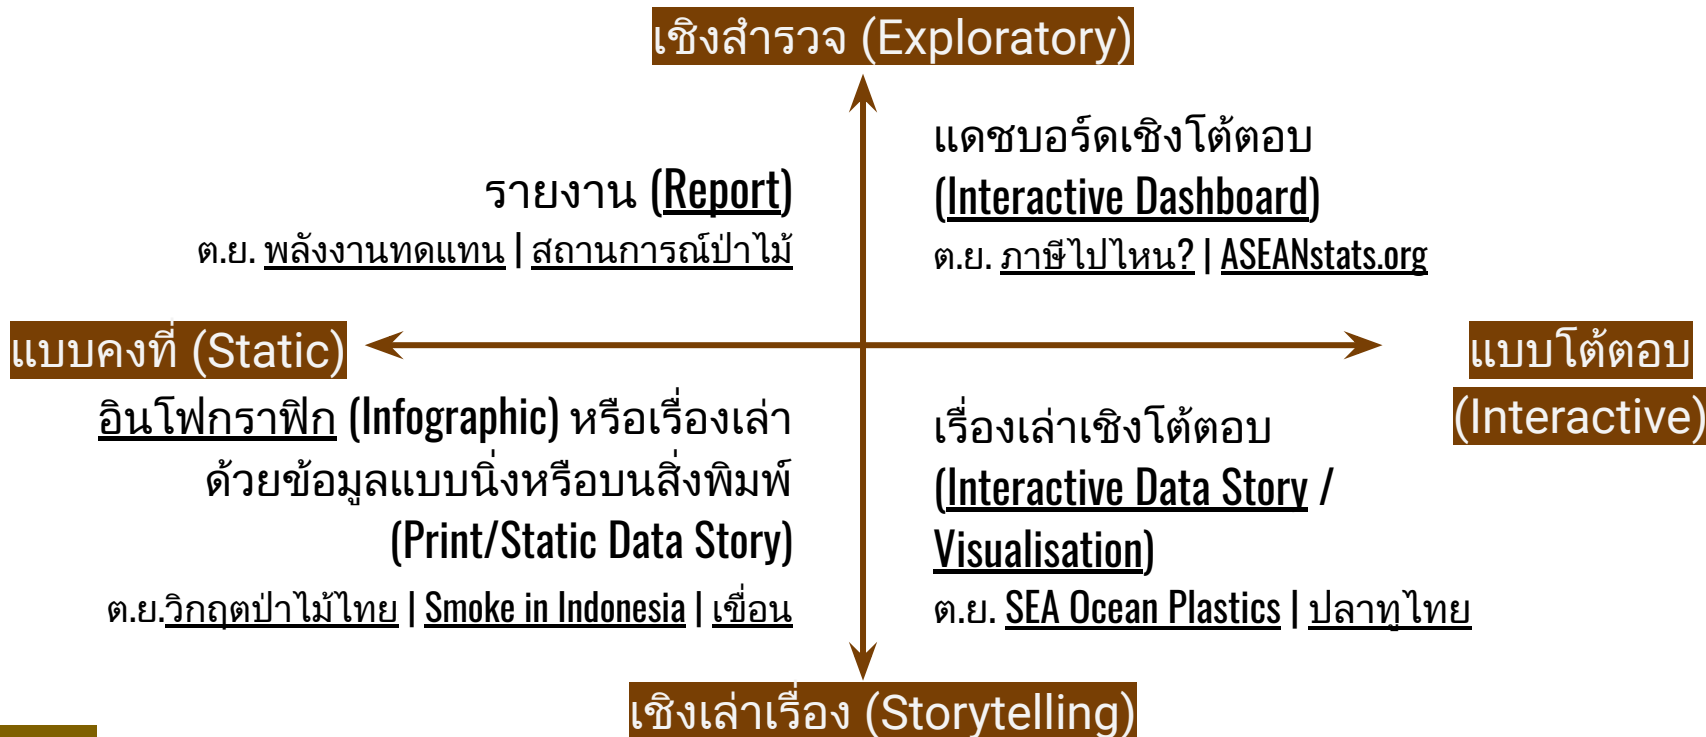 เชิงสำรวจ (Exploratory)
รายงาน (Report)
ต.ย. พลังงานทดแทน | สถานการณ์ป่าไม้
แดชบอร์ดเชิงโต้ตอบ
(Interactive Dashboard)
ต.ย. ภาษีไปไหน? | ASEANstats.org
แบบคงที่ (Static)
แบบโต้ตอบ
(Interactive)
อินโฟกราฟิก (Infographic) หรือเรื่องเล่า
ด้วยข้อมูลแบบนิ่งหรือบนสิ่งพิมพ์
(Print/Static Data Story)
ต.ย.วิกฤตป่าไม้ไทย | Smoke in Indonesia | เขื่อน
เรื่องเล่าเชิงโต้ตอบ
(Interactive Data Story /
Visualisation)
ต.ย. SEA Ocean Plastics | ปลาทูไทย
เชิงเล่าเรื่อง (Storytelling)